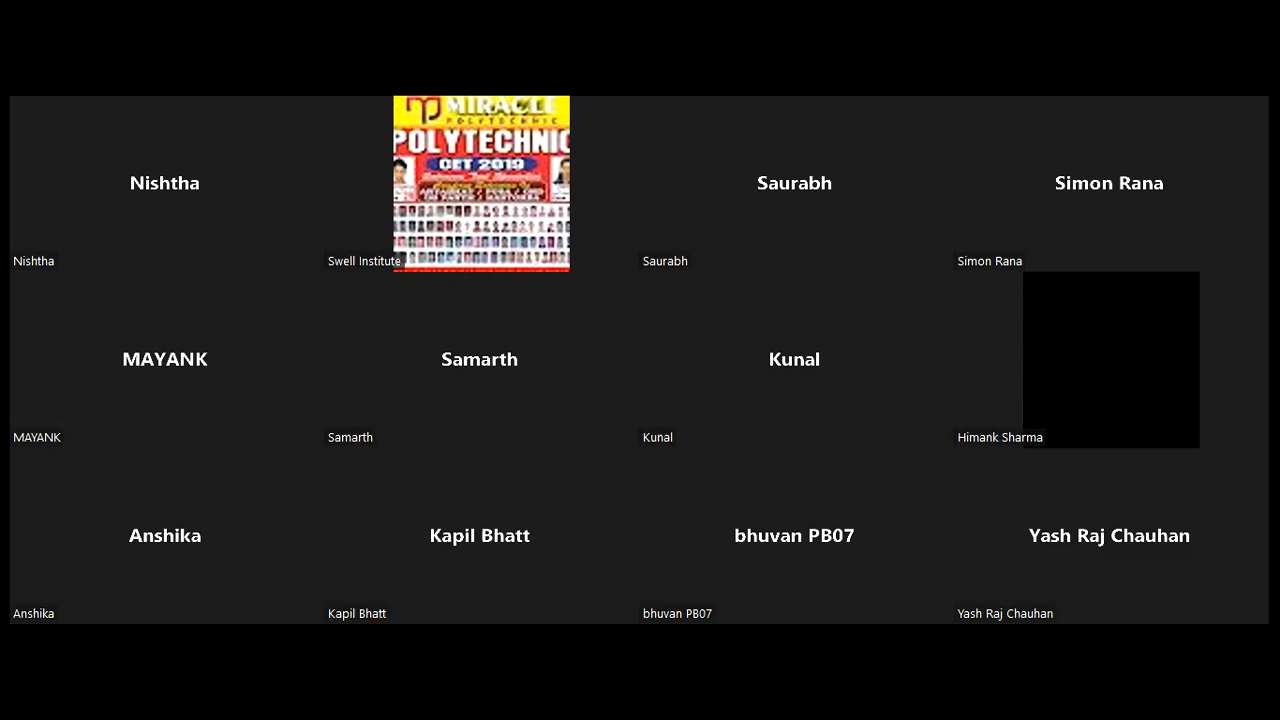 Nishtha
Nishtha
MIRACLE
POLYTECHNIC
POLYTECHNIC
CET 2019
Swell Institute
Saurabh
Saurabh
Simon Rana
Simon Rana
MAYANK
MAYANK
Samarth
Samarth
Kunal
Kunal
Himank Sharma
Anshika
Anshika
Kapil Bhatt
Kapil Bhatt
bhuvan PB07
bhuvan PB07
Yash Raj Chauhan
Yash Raj Chauhan